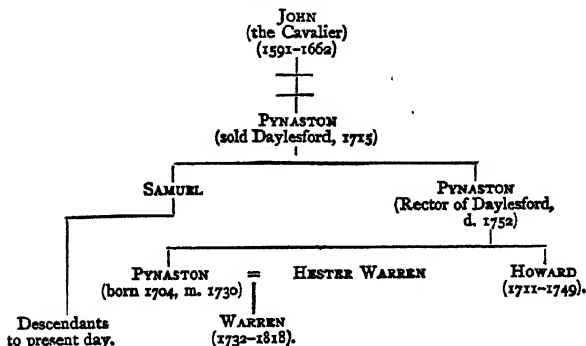 JOHN
(the Cavalier)
(1591–1662)
PYNASTON
(sold Daylesford, 1715)
SAMUEL
PYNASTON
(Rector of Daylesford,
d. 1752)
PYNASTON = HESTER WARREN HOWARD
(born 1704, m. 1730) (1711–1749).
Descendants
to present day.
WARREN
(1732–1818).